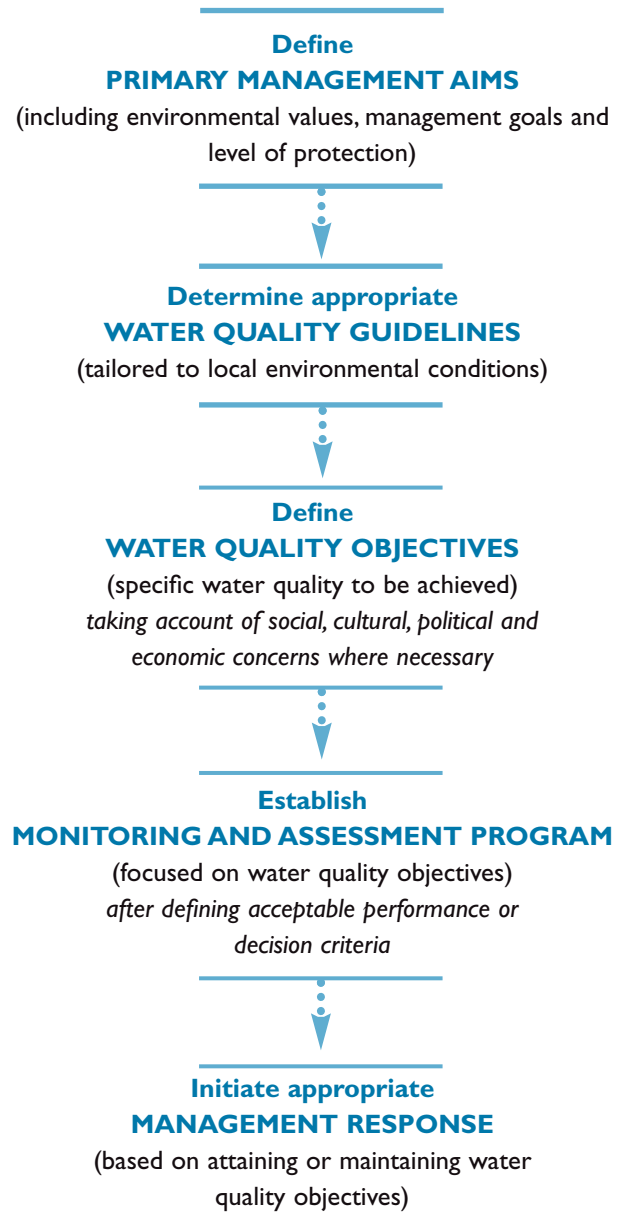 Define
PRIMARY MANAGEMENT AIMS
(including environmental values, management goals and
level of protection)
Determine appropriate
WATER QUALITY GUIDELINES
(tailored to local environmental conditions)
Define
WATER QUALITY OBJECTIVES
(specific water quality to be achieved)
taking account of social, cultural, political and
economic concerns where necessary
Establish
MONITORING AND ASSESSMENT PROGRAM
(focused on water quality objectives)
after defining acceptable performance or
decision criteria
Initiate appropriate
MANAGEMENT RESPONSE
(based on attaining or maintaining water
quality objectives)